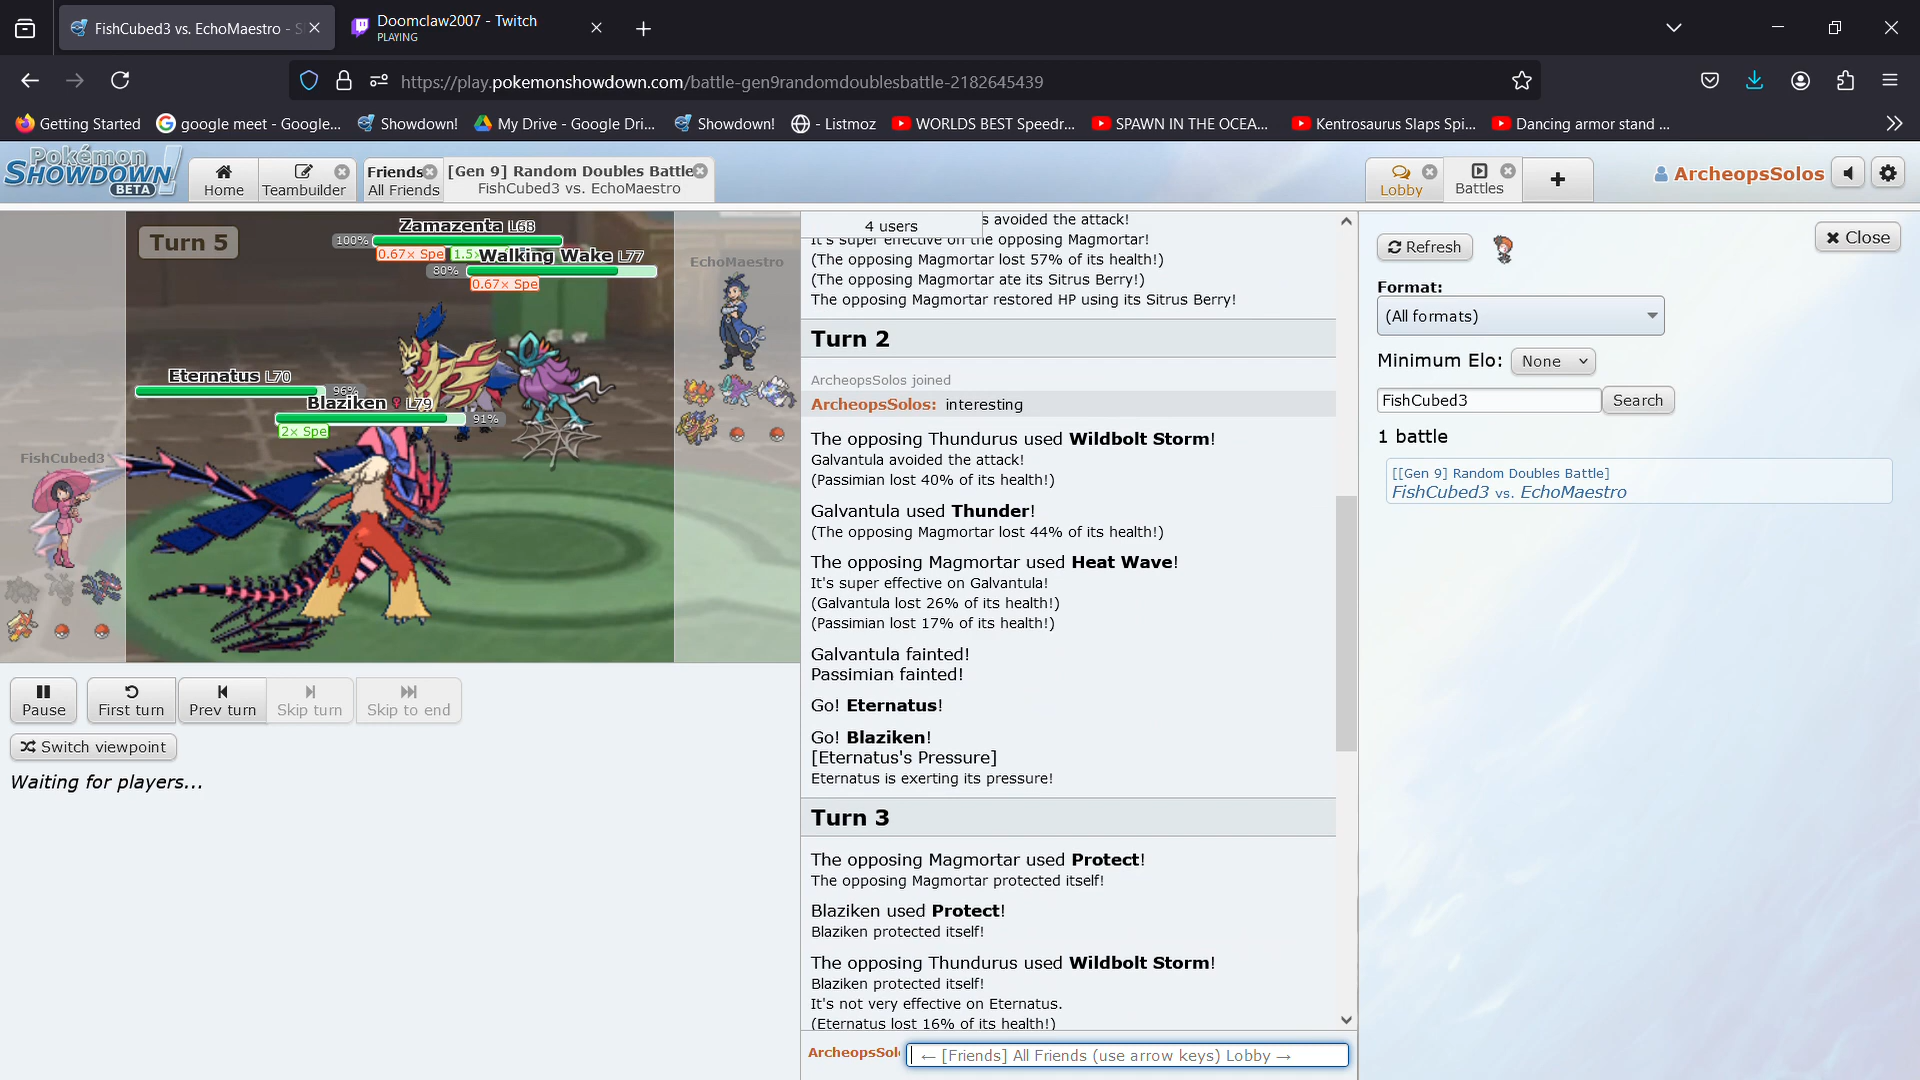 FishCubed3 vs. EchoMaestro - S
Doomclaw2007 - Twitch
PLAYING
https://play.pokemonshowdown.com/battle-gen9randomdoublesbattle-2182645439
Getting Started
google meet - Google...
Showdown!
My Drive - Google Dri...
Showdown!
- Listmoz
WORLDS BEST Speedr...
SPAWN IN THE OCEA...
Kentrosaurus Slaps Spi...
Dancing armor stand ...
Pokémon
SHOWDOWN!
BETA
Home
Teambuilder
Friends
All Friends
[Gen 9] Random Doubles Battle
FishCubed3 vs. EchoMaestro
Lobby
Battles
ArcheopsSolos
Turn 5
Zamazenta L68
100%
0.67× Spe
1.5×
Walking Wake L77
80%
0.67× Spe
EchoMaestro
Eternatus L70
96%
Blaziken ♀ L79
91%
2× Spe
FishCubed3
Pause
First turn
Prev turn
Skip turn
Skip to end
Switch viewpoint
Waiting for players...
4 users
s avoided the attack!
It's super effective on the opposing Magmortar!
(The opposing Magmortar lost 57% of its health!)
(The opposing Magmortar ate its Sitrus Berry!)
The opposing Magmortar restored HP using its Sitrus Berry!
Turn 2
ArcheopsSolos joined
ArcheopsSolos: interesting
The opposing Thundurus used Wildbolt Storm!
Galvantula avoided the attack!
(Passimian lost 40% of its health!)
Galvantula used Thunder!
(The opposing Magmortar lost 44% of its health!)
The opposing Magmortar used Heat Wave!
It's super effective on Galvantula!
(Galvantula lost 26% of its health!)
(Passimian lost 17% of its health!)
Galvantula fainted!
Passimian fainted!
Go! Eternatus!
Go! Blaziken!
[Eternatus's Pressure]
Eternatus is exerting its pressure!
Turn 3
The opposing Magmortar used Protect!
The opposing Magmortar protected itself!
Blaziken used Protect!
Blaziken protected itself!
The opposing Thundurus used Wildbolt Storm!
Blaziken protected itself!
It's not very effective on Eternatus.
(Eternatus lost 16% of its health!)
ArcheopsSol
← [Friends] All Friends (use arrow keys) Lobby →
Refresh
Close
Format:
(All formats)
Minimum Elo: None
FishCubed3
Search
1 battle
[[Gen 9] Random Doubles Battle]
FishCubed3 vs. EchoMaestro